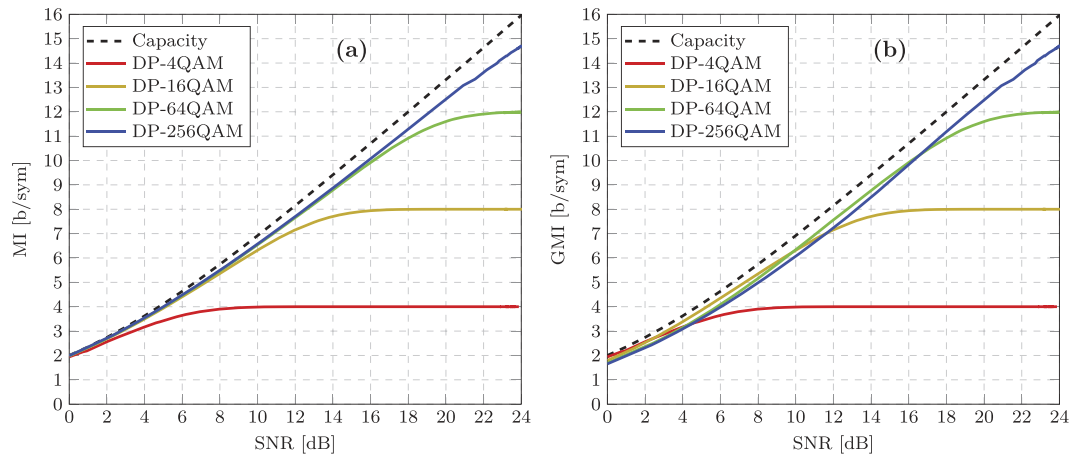 (a)
Capacity
DP-4QAM
DP-16QAM
DP-64QAM
DP-256QAM
MI [b/sym]
16
15
14
13
12
11
10
9
8
7
6
5
4
3
2
1
0
0 2 4 6 8 10 12 14 16 18 20 22 24
SNR [dB]
(b)
Capacity
DP-4QAM
DP-16QAM
DP-64QAM
DP-256QAM
GMI [b/sym]
16
15
14
13
12
11
10
9
8
7
6
5
4
3
2
1
0
0 2 4 6 8 10 12 14 16 18 20 22 24
SNR [dB]